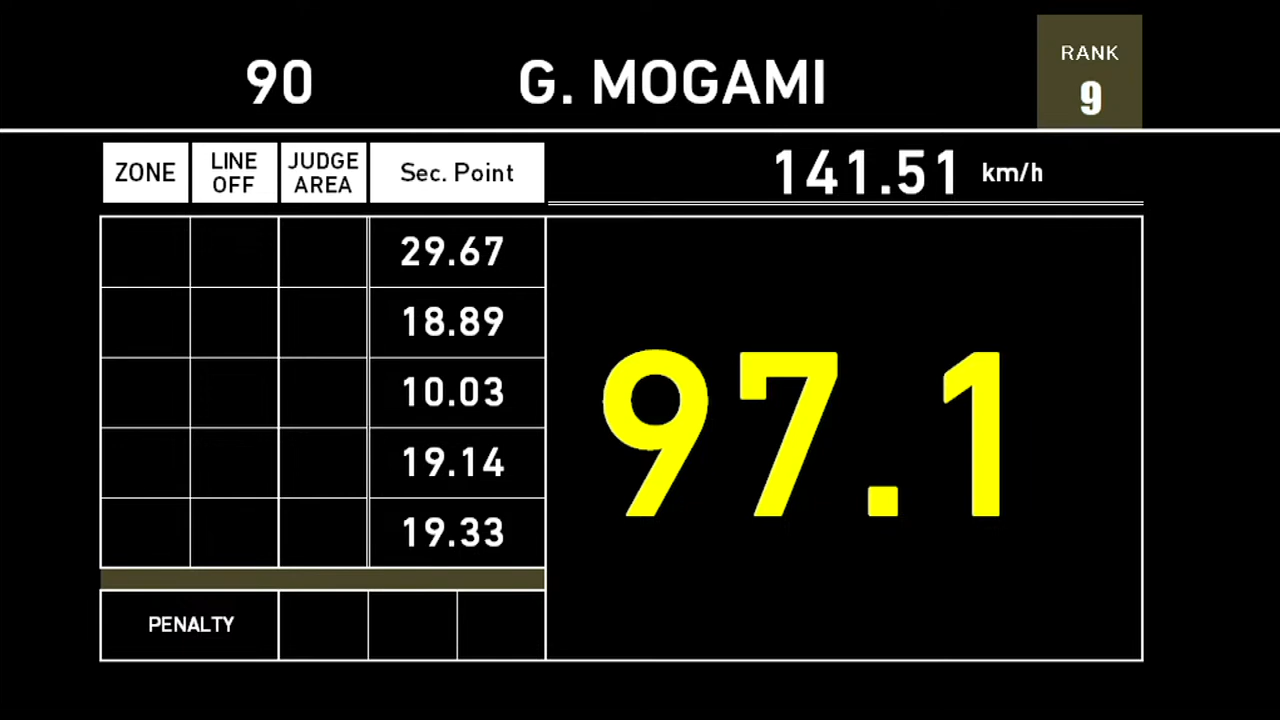 90 G. MOGAMI RANK 9
ZONE LINE OFF JUDGE AREA Sec. Point 141.51 km/h
29.67
18.89
10.03
19.14
19.33
97.1
PENALTY